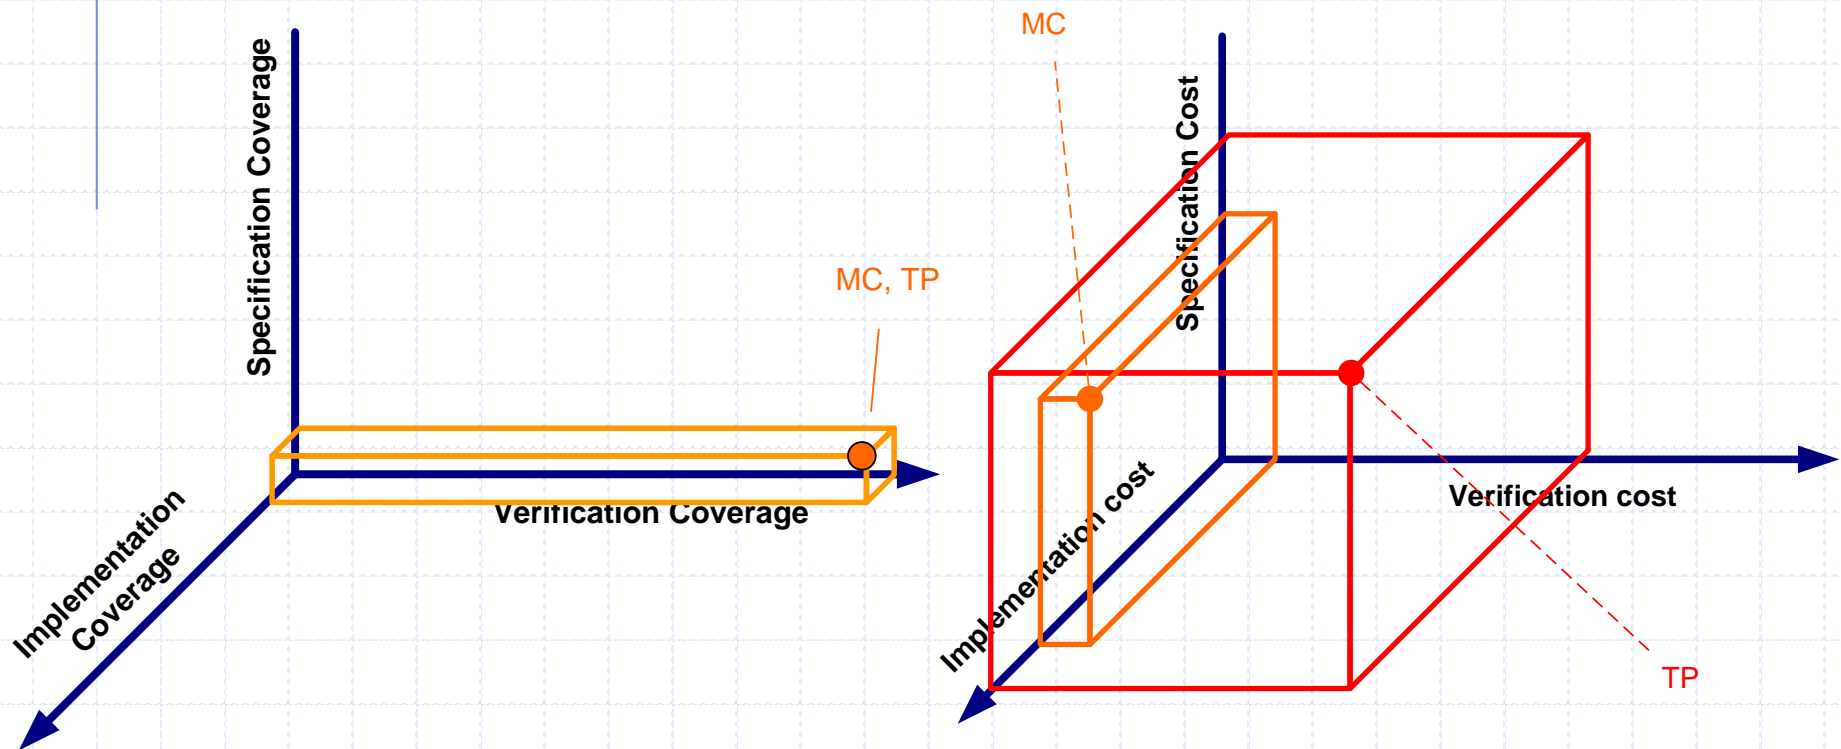 Specification Coverage
MC, TP
Verification Coverage
Implementation
Coverage
MC
Specification Cost
Verification cost
Implementation cost
TP